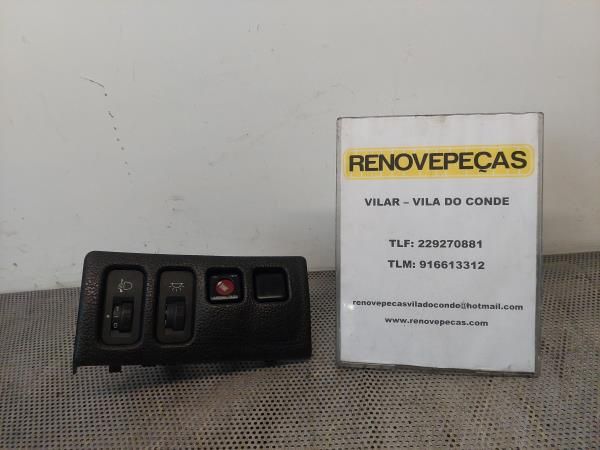 RENOVEPEÇAS
VILAR – VILA DO CONDE
TLF: 229270881
TLM: 916613312
renovepecasviladoconde@hotmail.com
www.renovepecas.com